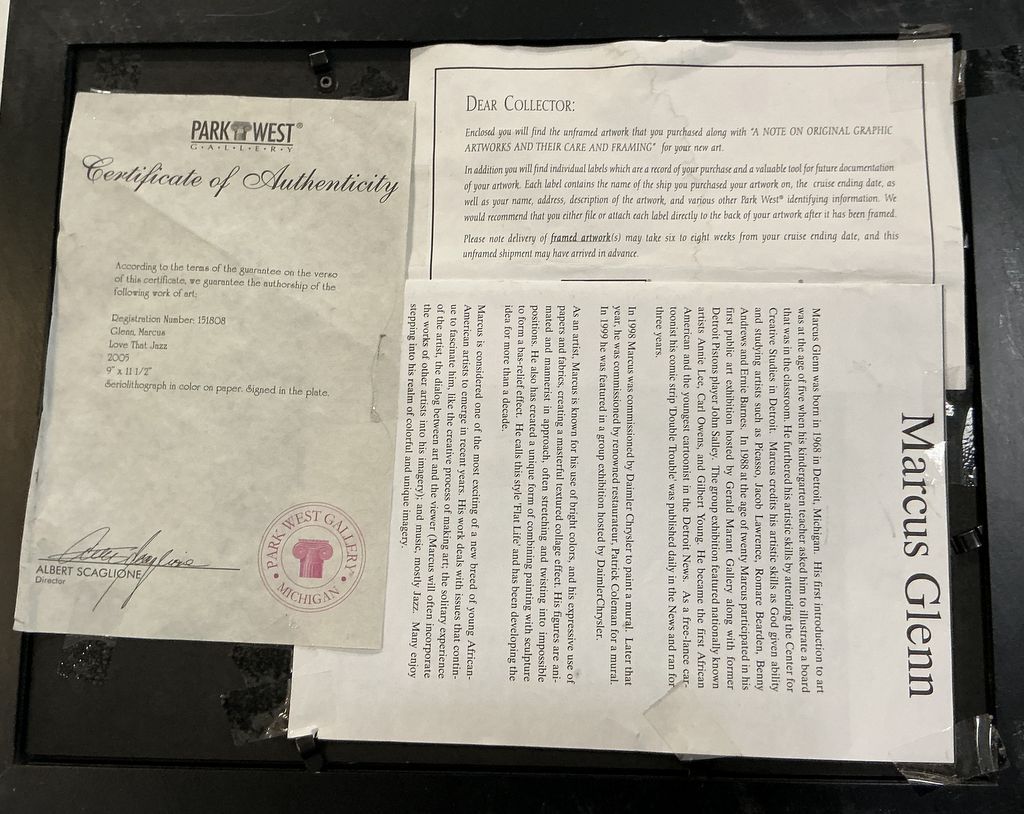 PARK WEST®
G•A•L•L•E•R•Y
Certificate of Authenticity
According to the terms of the guarantee on the verso
of this certificate, we guarantee the authorship of the
following work of art:
Registration Number: 151808
Glenn, Marcus
Love That Jazz
2005
9" x 11 1/2"
Seriolithograph in color on paper. Signed in the plate.
ALBERT SCAGLIONE
Director
PARK WEST GALLERY
• MICHIGAN •
DEAR COLLECTOR:
Enclosed you will find the unframed artwork that you purchased along with "A NOTE ON ORIGINAL GRAPHIC
ARTWORKS AND THEIR CARE AND FRAMING" for your new art.
In addition you will find individual labels which are a record of your purchase and a valuable tool for future documentation
of your artwork. Each label contains the name of the ship you purchased your artwork on, the cruise ending date, as
well as your name, address, description of the artwork, and various other Park West® identifying information. We
would recommend that you either file or attach each label directly to the back of your artwork after it has been framed.
Please note delivery of framed artwork(s) may take six to eight weeks from your cruise ending date, and this
unframed shipment may have arrived in advance.
Marcus Glenn
Marcus Glenn was born in 1968 in Detroit, Michigan. His first introduction to art
was at the age of five when his kindergarten teacher asked him to illustrate a board
that was in the classroom. He furthered his artistic skills by attending the Center for
Creative Studies in Detroit. Marcus credits his artistic skills as God given ability
and studying artists such as Picasso, Jacob Lawrence, Romare Bearden, Benny
Andrews and Ernie Barnes. In 1988 at the age of twenty Marcus participated in his
first public art exhibition hosted by Gerald Marant Gallery along with former
Detroit Pistons player John Salley. The group exhibition featured nationally known
artists Annie Lee, Carl Owens, and Gilbert Young. He became the first African
American and the youngest cartoonist in the Detroit News. As a free-lance car-
toonist his comic strip 'Double Trouble' was published daily in the News and ran for
three years.
In 1998 Marcus was commissioned by Daimler Chrysler to paint a mural. Later that
year, he was commissioned by renowned restaurateur, Patrick Coleman for a mural.
In 1999 he was featured in a group exhibition hosted by DaimlerChrysler.
As an artist, Marcus is known for his use of bright colors, and his expressive use of
papers and fabrics, creating a masterful textured collage effect. His figures are ani-
mated and mannerist in approach, often stretching and twisting into impossible
positions. He also has created a unique form of combining painting with sculpture
to form a bas-relief effect. He calls this style 'Flat Life' and has been developing the
idea for more than a decade.
Marcus is considered one of the most exciting of a new breed of young African-
American artists to emerge in recent years. His work deals with issues that contin-
ue to fascinate him, like the creative process of making art; the solitary experience
of the artist, the dialog between art and the viewer (Marcus will often incorporate
the works of other artists into his imagery); and music, mostly Jazz. Many enjoy
stepping into his realm of colorful and unique imagery.